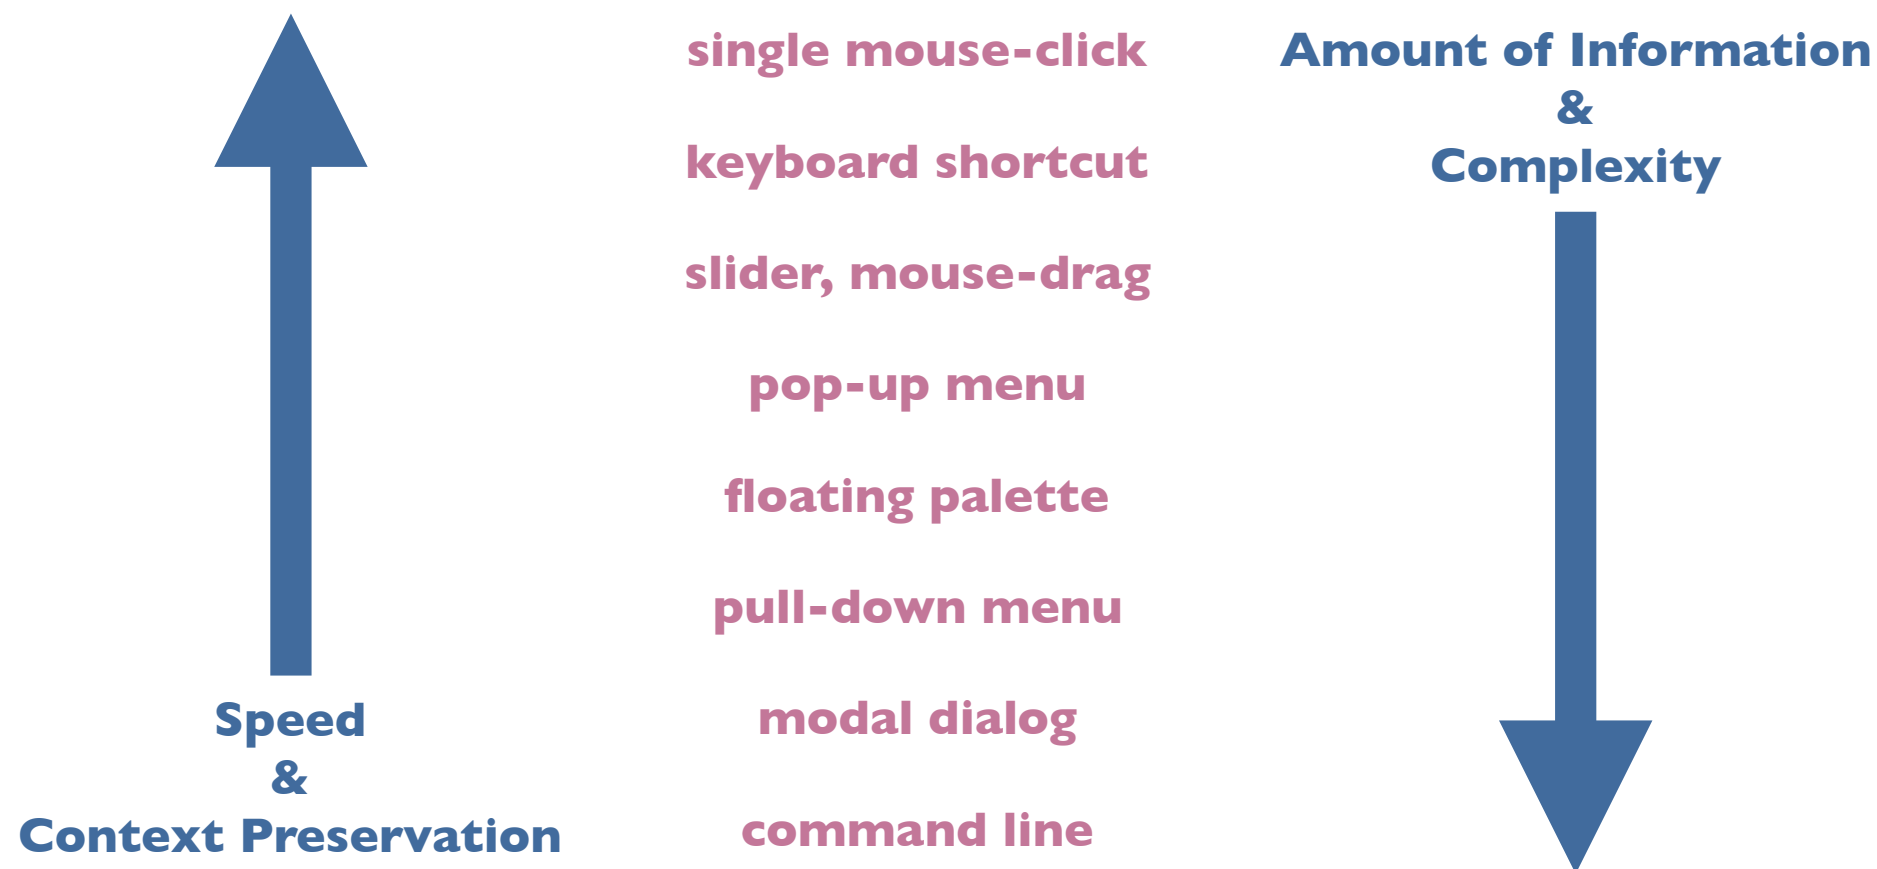 single mouse-click
keyboard shortcut
slider, mouse-drag
pop-up menu
floating palette
pull-down menu
modal dialog
command line
Speed
&
Context Preservation
Amount of Information
&
Complexity